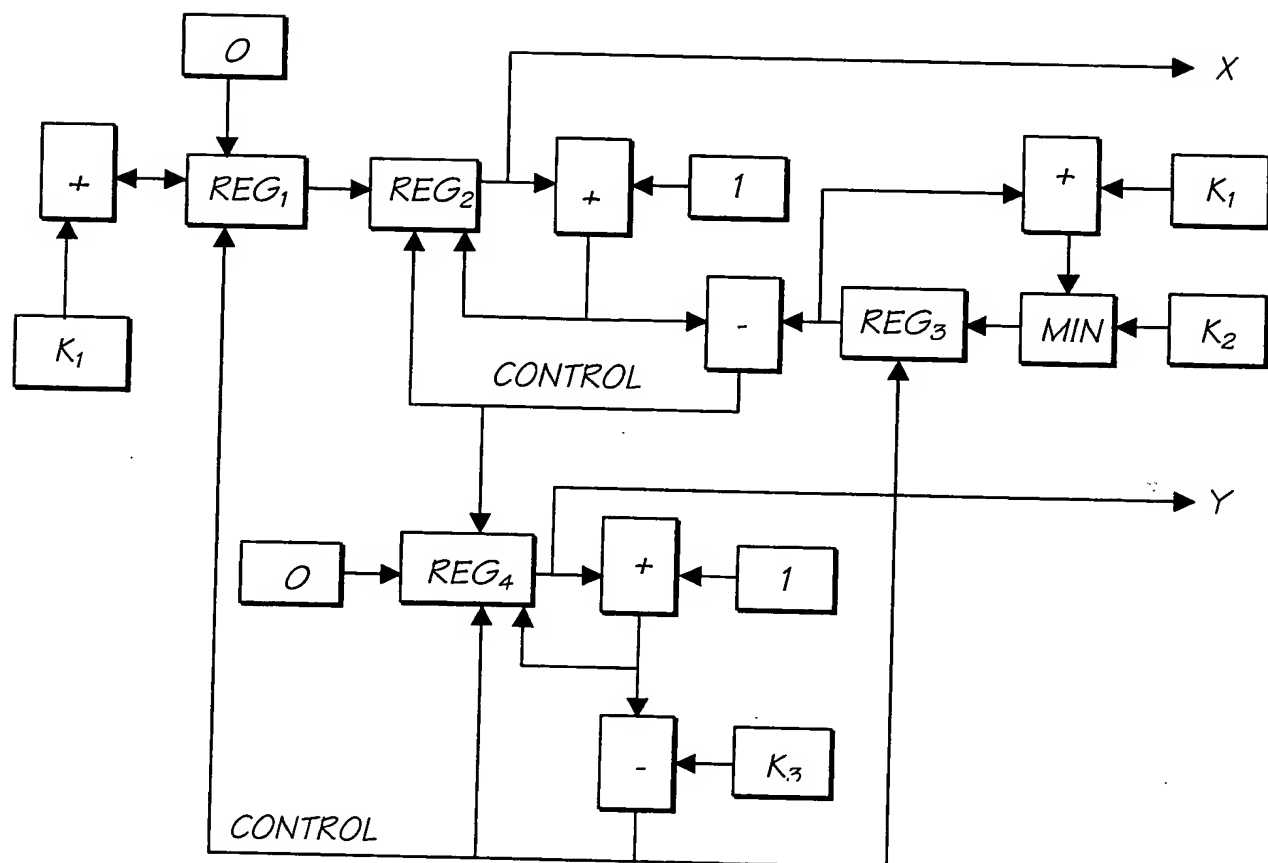 0
X
+
REG₁
REG₂
+
1
+
K₁
K₁
-
REG₃
MIN
K₂
CONTROL
Y
0
REG₄
+
1
-
K₃
CONTROL